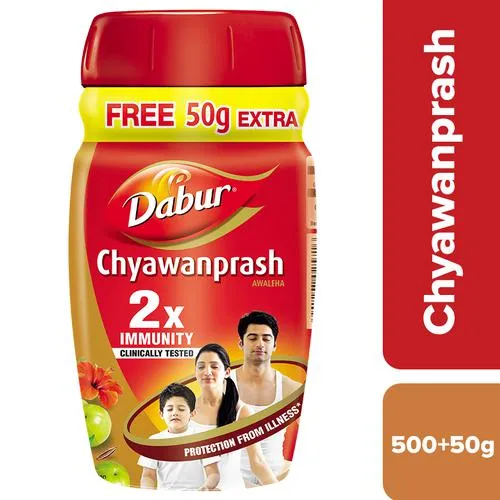 FREE 50g EXTRA
Dabur
Chyawanprash
AWALEHA
2x
IMMUNITY
CLINICALLY TESTED
PROTECTION FROM ILLNESS*
Chyawanprash
500+50g